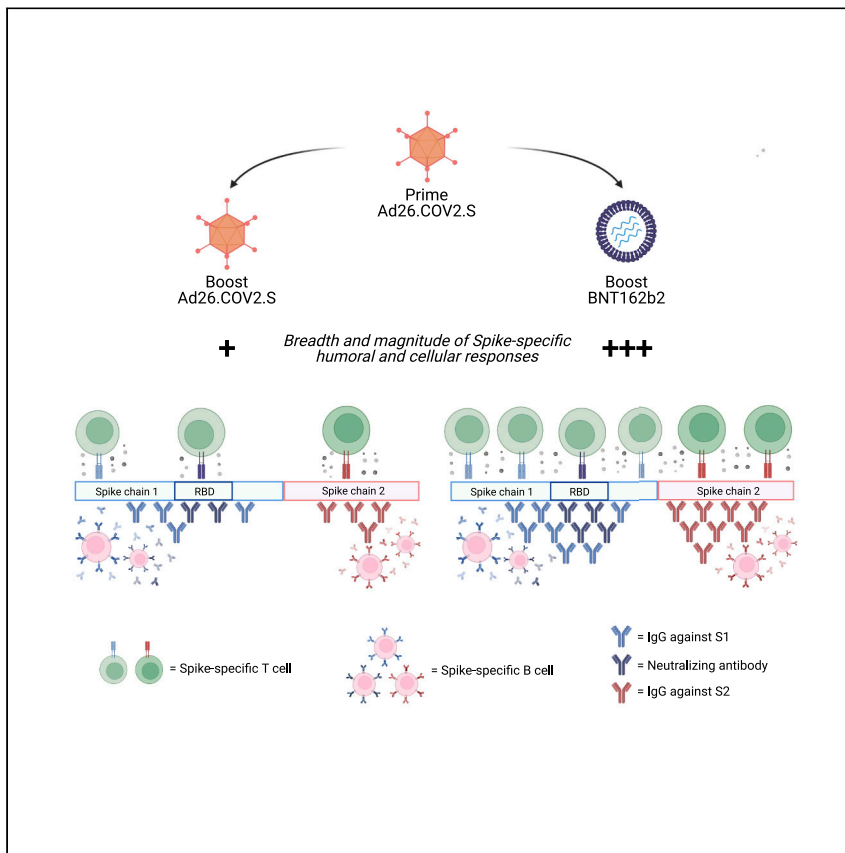 Prime
Ad26.COV2.S
Boost
Ad26.COV2.S
Boost
BNT162b2
+
Breadth and magnitude of Spike-specific
humoral and cellular responses
+++
Spike chain 1
RBD
Spike chain 2
Spike chain 1
RBD
Spike chain 2
= Spike-specific T cell
= Spike-specific B cell
= IgG against S1
= Neutralizing antibody
= IgG against S2